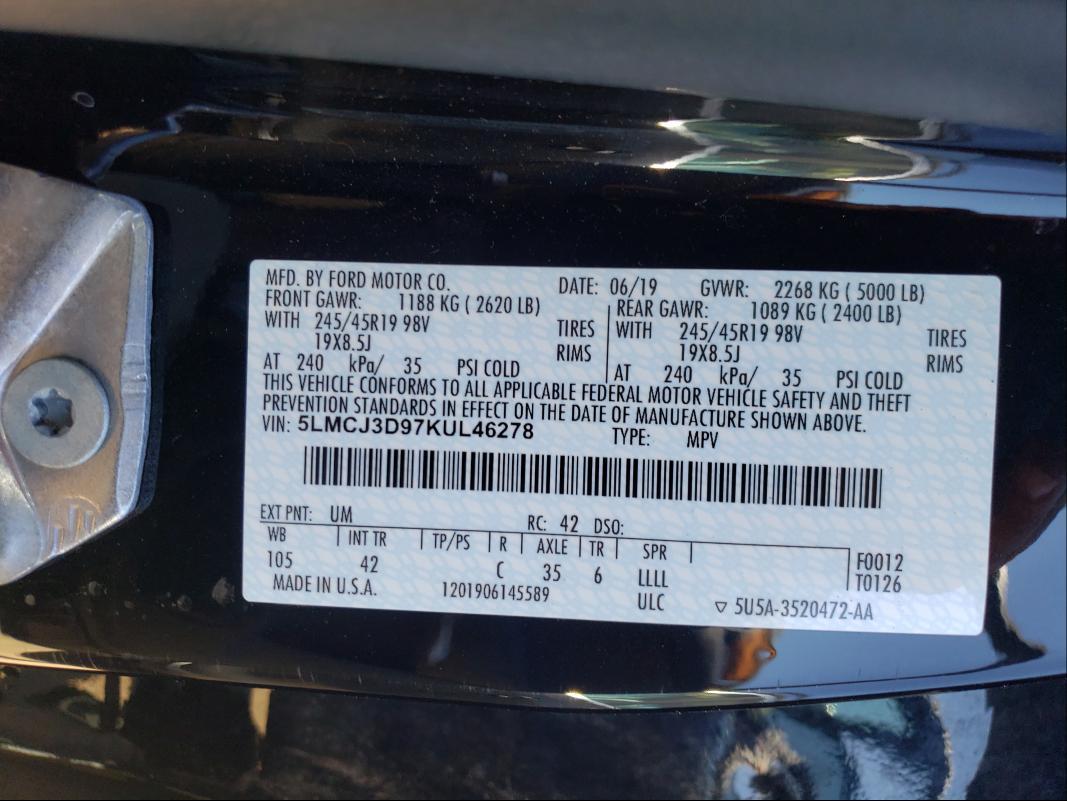 MFD. BY FORD MOTOR CO. DATE: 06/19 GVWR: 2268 KG ( 5000 LB)
FRONT GAWR: 1188 KG ( 2620 LB) REAR GAWR: 1089 KG ( 2400 LB)
WITH 245/45R19 98V TIRES WITH 245/45R19 98V TIRES
19X8.5J RIMS 19X8.5J RIMS
AT 240 kPa/ 35 PSI COLD AT 240 kPa/ 35 PSI COLD
THIS VEHICLE CONFORMS TO ALL APPLICABLE FEDERAL MOTOR VEHICLE SAFETY AND THEFT
PREVENTION STANDARDS IN EFFECT ON THE DATE OF MANUFACTURE SHOWN ABOVE.
VIN: 5LMCJ3D97KUL46278 TYPE: MPV
EXT PNT: UM RC: 42 DSO:
WB INT TR TP/PS R AXLE TR SPR F0012
105 42 C 35 6 LLLL T0126
MADE IN U.S.A. 1201906145589 ULC ▽ 5U5A-3520472-AA